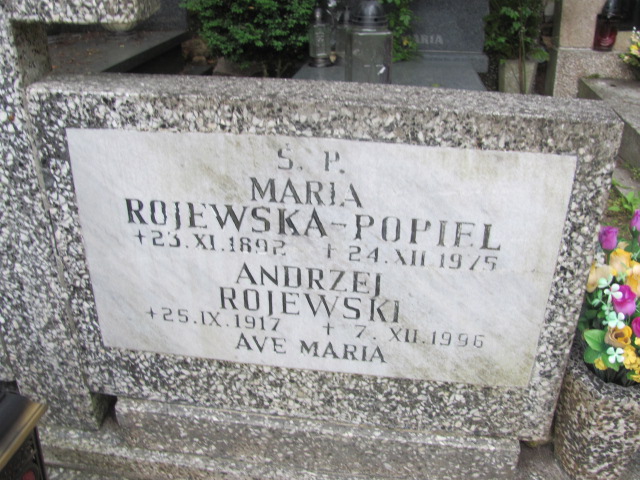 Ś. P.
MARIA
ROJEWSKA-POPIEL
+23.XI.1892 +24.XII.1975
ANDRZEJ
ROJEWSKI
+25.IX.1917 + 7.XII.1996
AVE MARIA